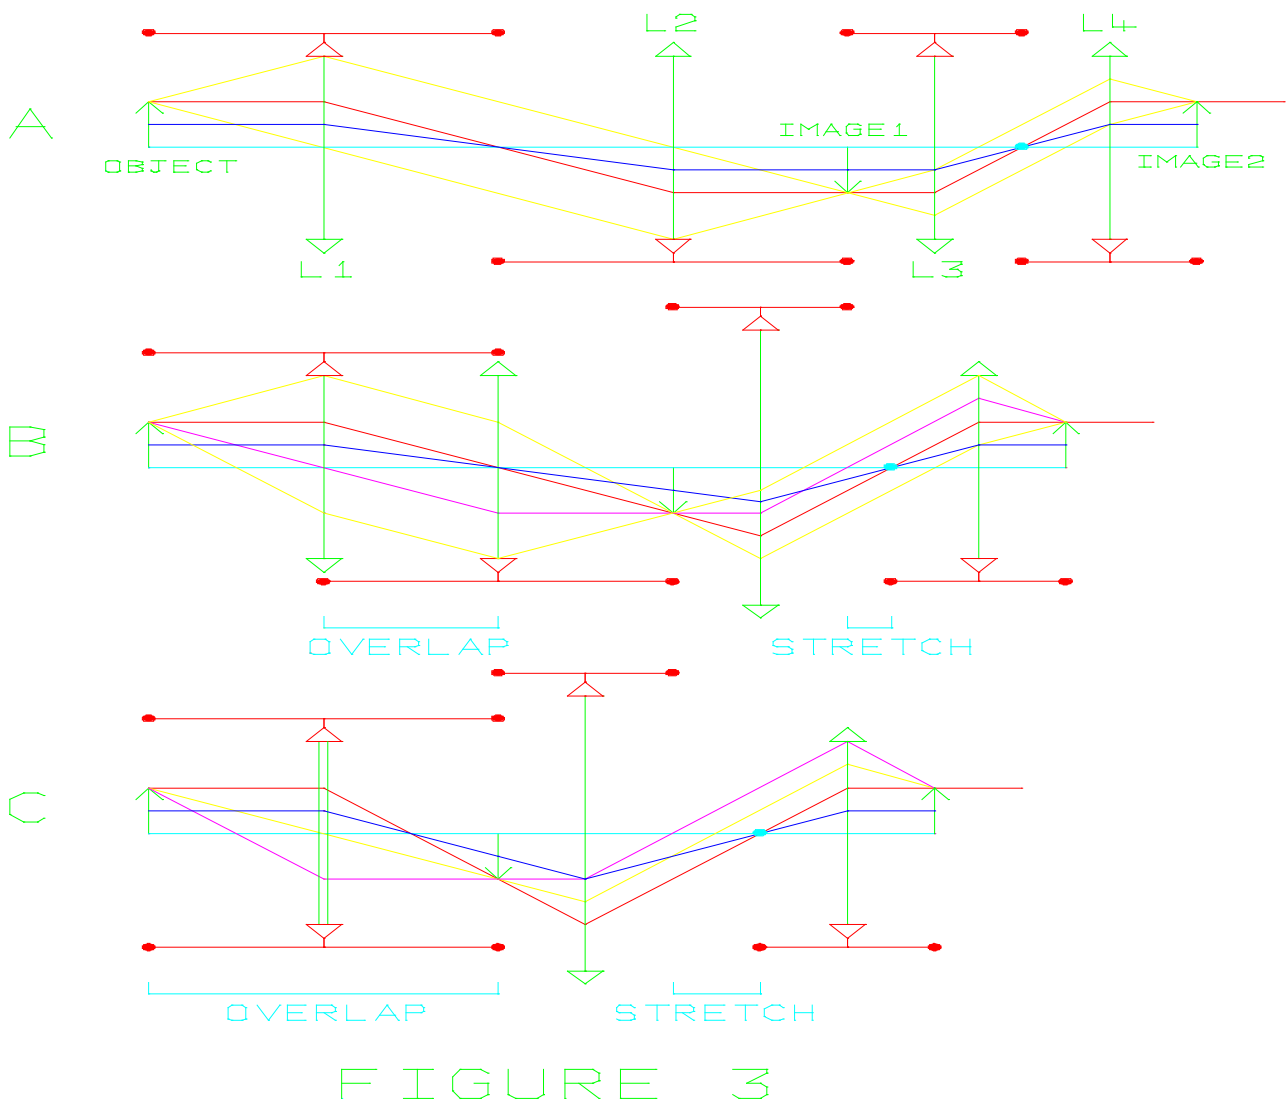 L2
L4
A
IMAGE1
OBJECT
IMAGE2
L1
L3
B
OVERLAP
STRETCH
C
OVERLAP
STRETCH
FIGURE 3